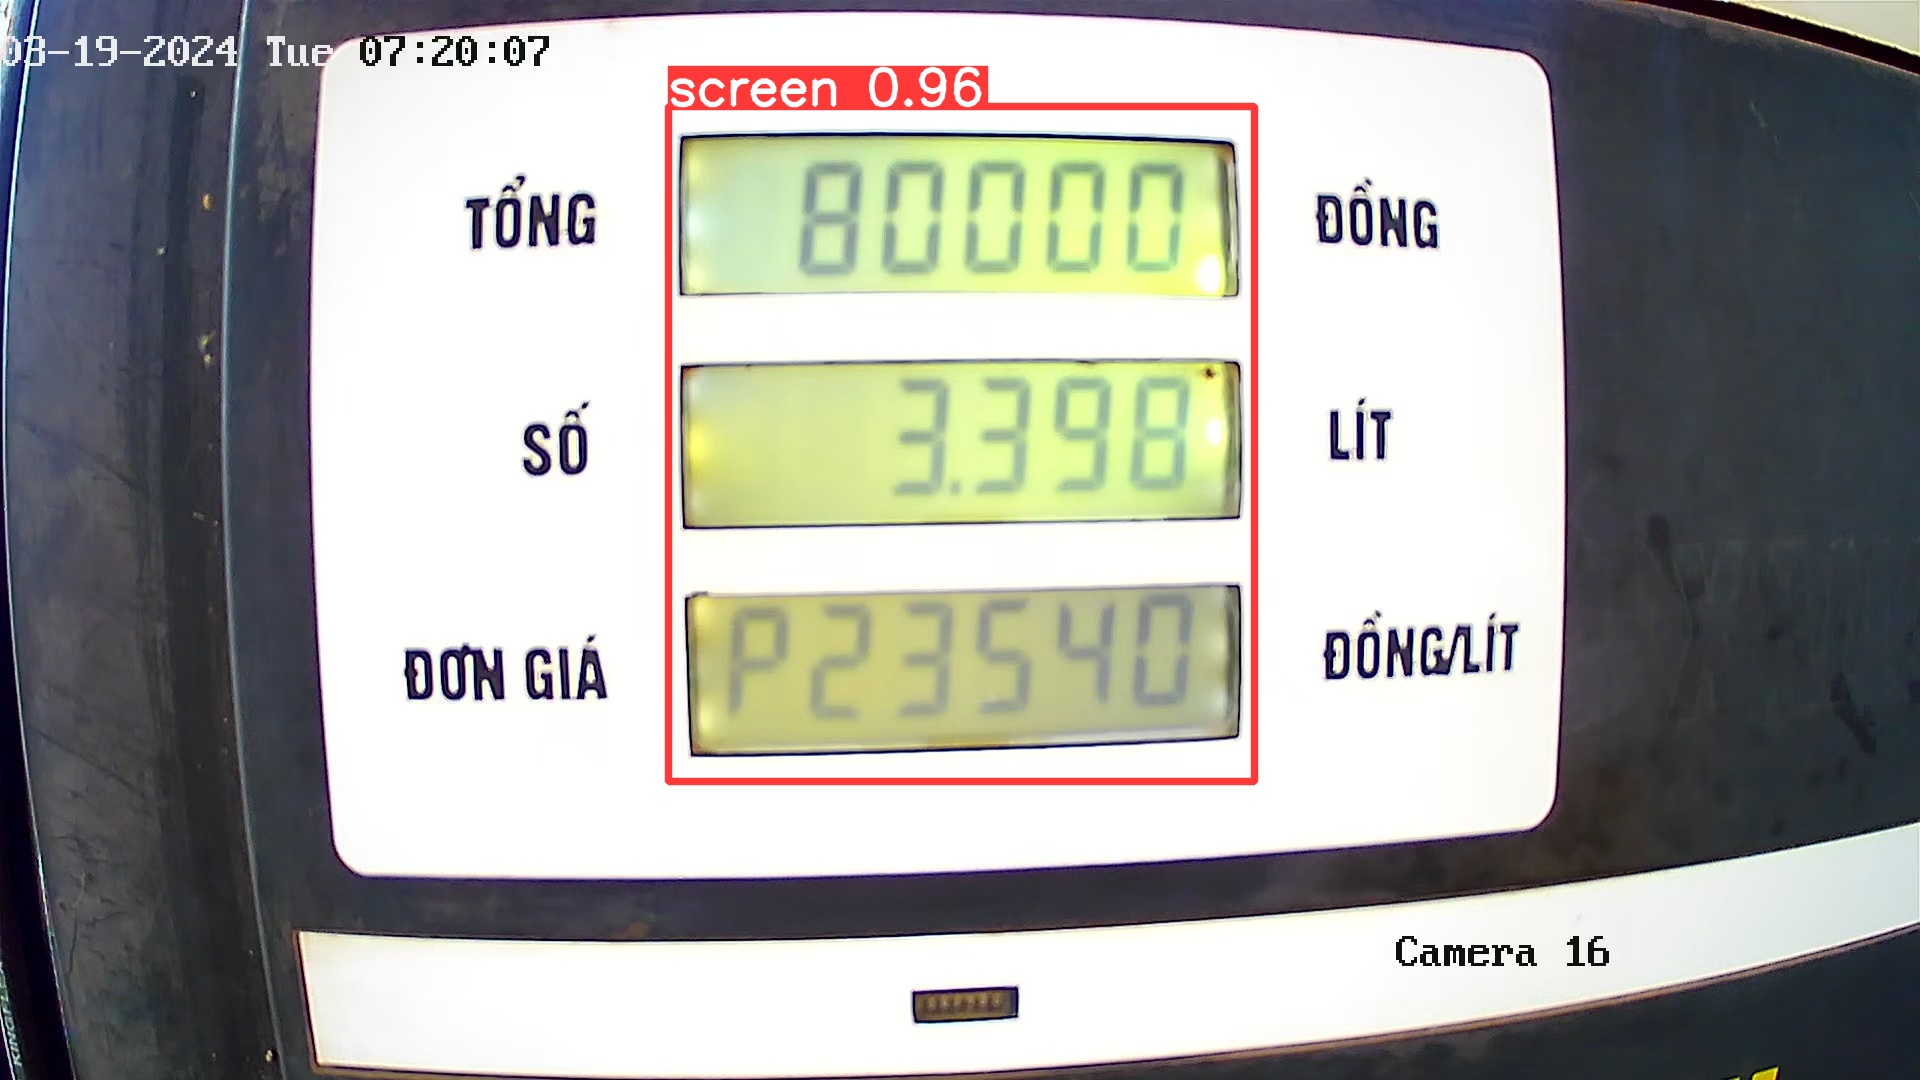 03-19-2024 Tue 07:20:07
screen 0.96
TỔNG 80000 ĐỒNG
SỐ 3.398 LÍT
ĐƠN GIÁ P23540 ĐỒNG/LÍT
Camera 16